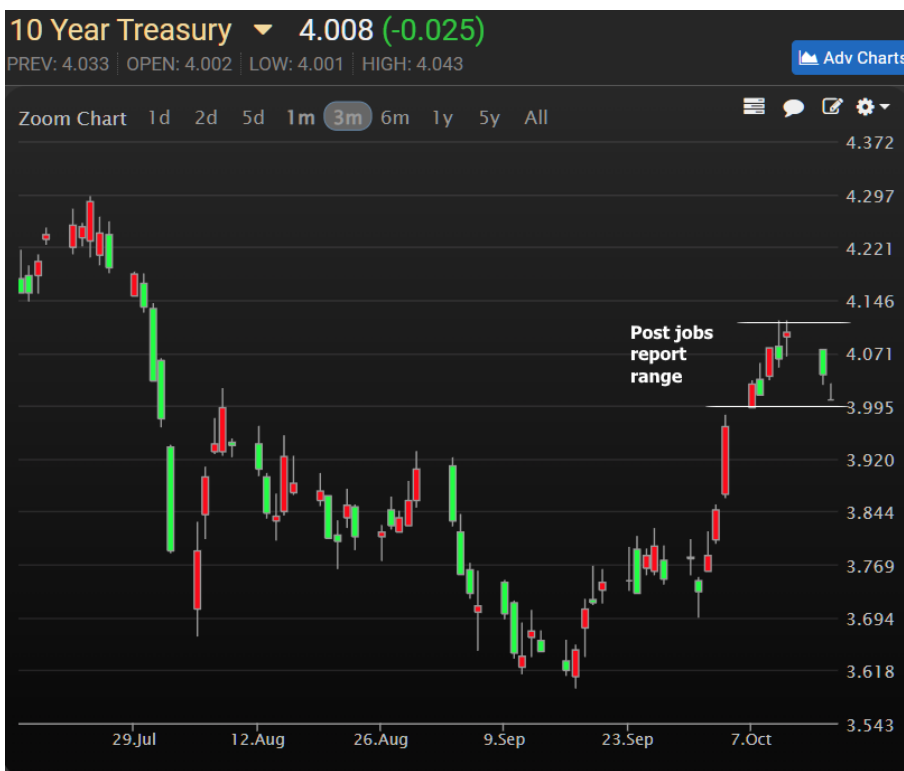 10 Year Treasury 4.008 (-0.025)
PREV: 4.033 OPEN: 4.002 LOW: 4.001 HIGH: 4.043
Adv Charts
Zoom Chart 1d 2d 5d 1m 3m 6m 1y 5y All
4.372
4.297
4.221
4.146
Post jobs
report
range
4.071
3.995
3.920
3.844
3.769
3.694
3.618
3.543
29.Jul 12.Aug 26.Aug 9.Sep 23.Sep 7.Oct